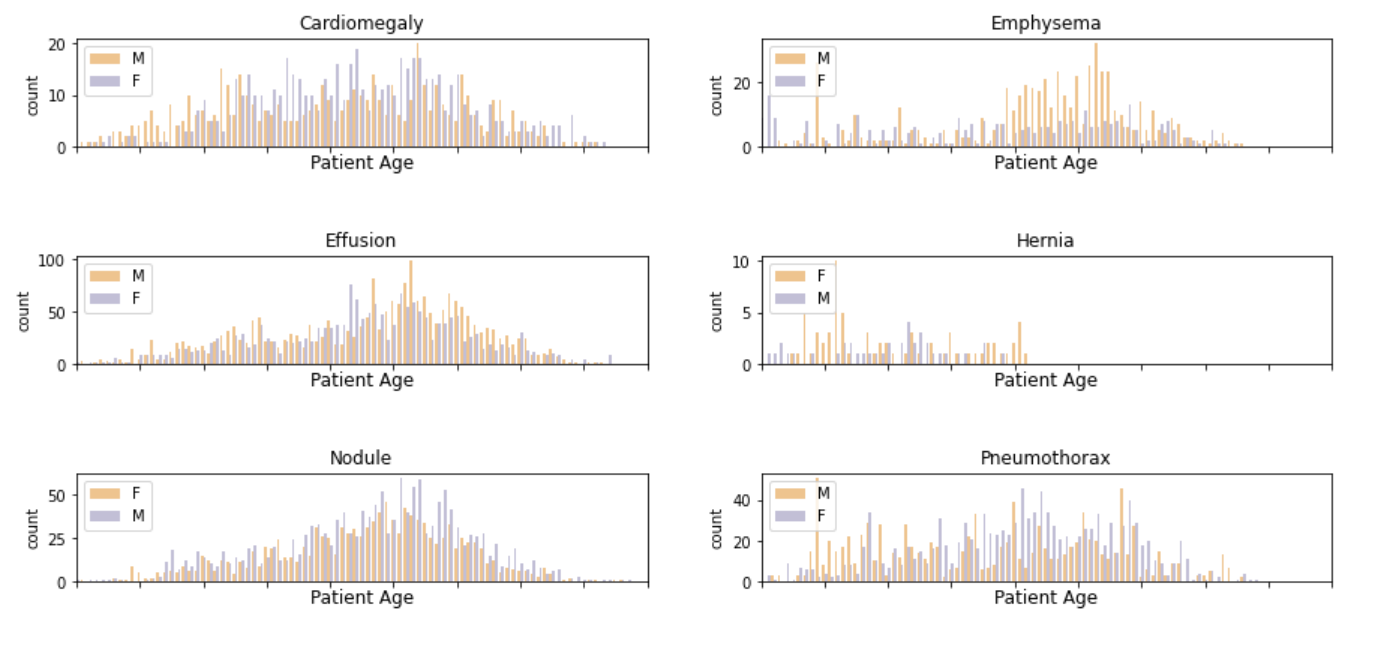 Cardiomegaly
20
10
0
count
M
F
Patient Age
Emphysema
20
0
count
M
F
Patient Age
Effusion
100
50
0
count
M
F
Patient Age
Hernia
10
5
0
count
F
M
Patient Age
Nodule
50
25
0
count
F
M
Patient Age
Pneumothorax
40
20
0
count
M
F
Patient Age